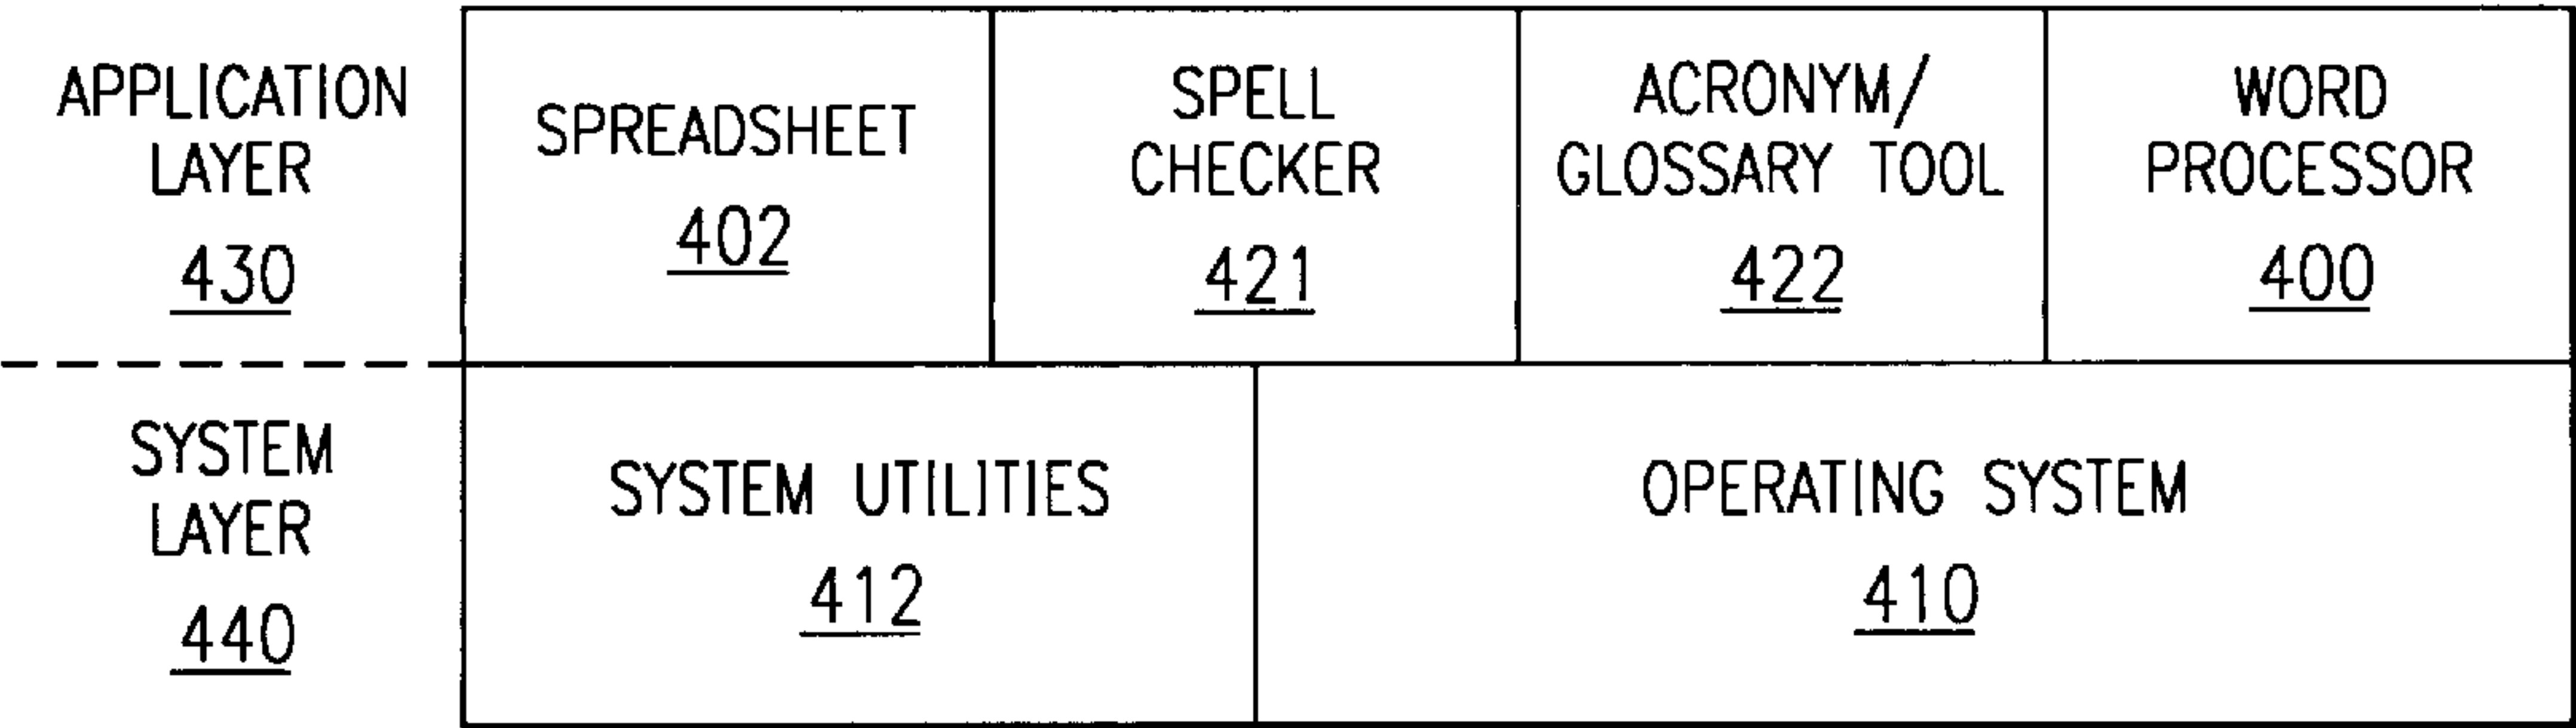 APPLICATION
LAYER
430
SPREADSHEET
402
SPELL
CHECKER
421
ACRONYM/
GLOSSARY TOOL
422
WORD
PROCESSOR
400
SYSTEM
LAYER
440
SYSTEM UTILITIES
412
OPERATING SYSTEM
410